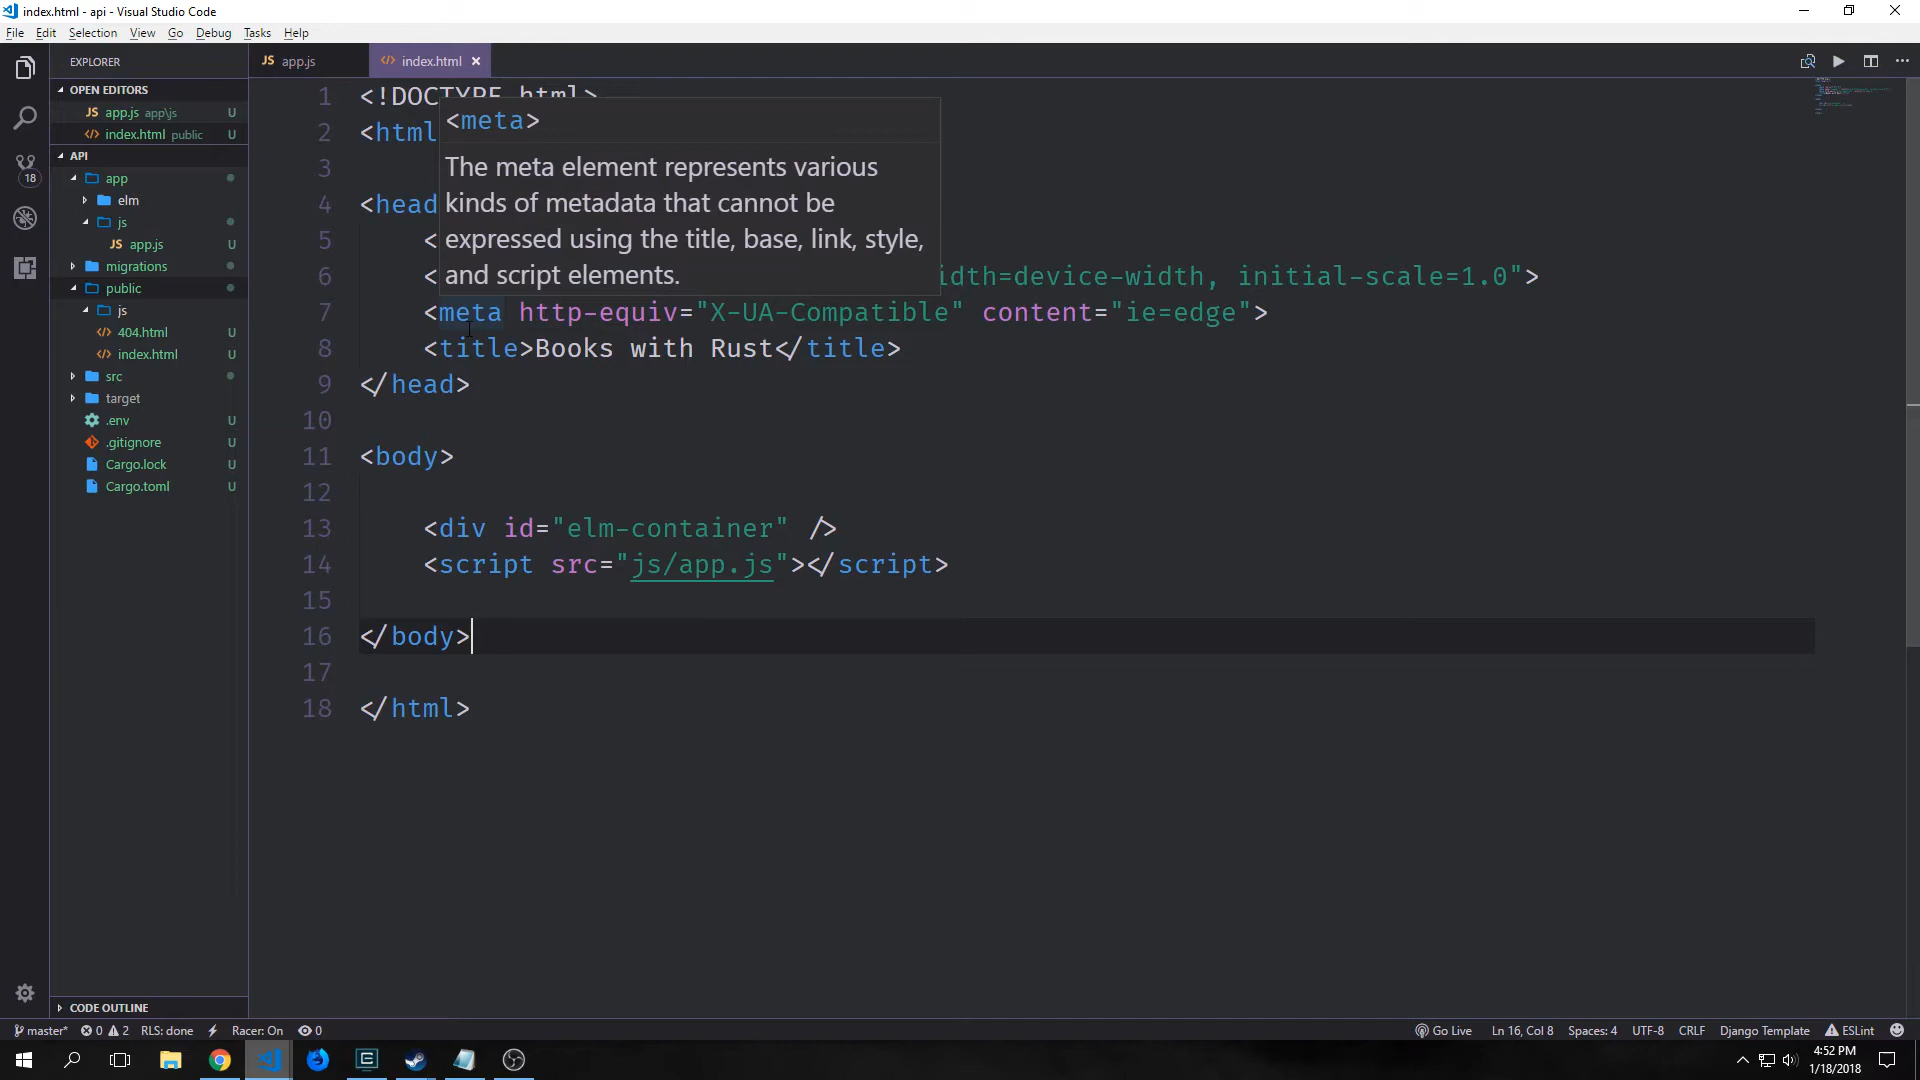 index.html - api - Visual Studio Code
File Edit Selection View Go Debug Tasks Help
EXPLORER
JS app.js
<> index.html ×
OPEN EDITORS
JS app.js app\js U
<> index.html public U
API
app
elm
js
JS app.js U
migrations
public
js
<> 404.html U
<> index.html U
src
target
.env U
.gitignore U
Cargo.lock U
Cargo.toml U
CODE OUTLINE
18
1 <!DOCTYPE html>
2 <html
3
4 <head
5 <
6 < idth=device-width, initial-scale=1.0">
7 <meta http-equiv="X-UA-Compatible" content="ie=edge">
8 <title>Books with Rust</title>
9 </head>
10
11 <body>
12
13 <div id="elm-container" />
14 <script src="js/app.js"></script>
15
16 </body>
17
18 </html>
<meta>
The meta element represents various
kinds of metadata that cannot be
expressed using the title, base, link, style,
and script elements.
master* 0 2 RLS: done Racer: On 0
Go Live Ln 16, Col 8 Spaces: 4 UTF-8 CRLF Django Template ESLint
4:52 PM
1/18/2018